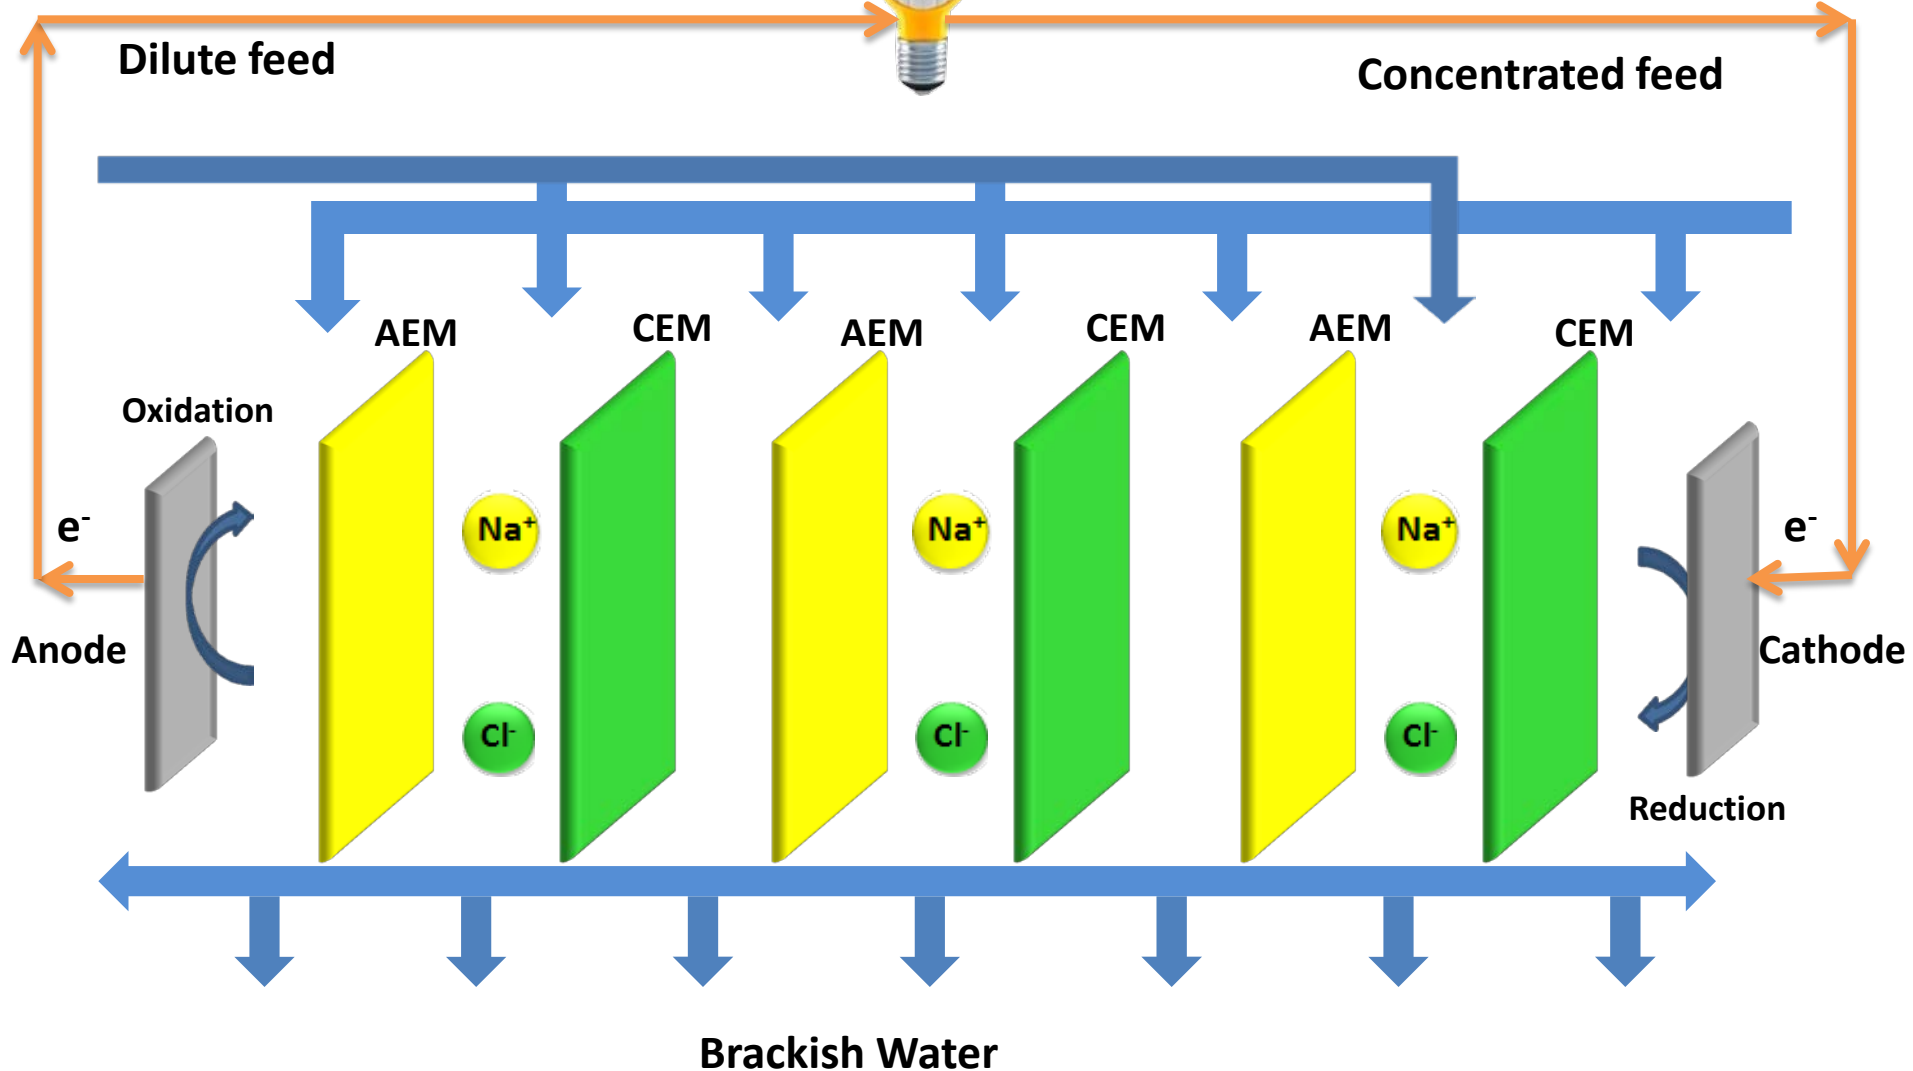 Dilute feed
Concentrated feed
AEM
CEM
AEM
CEM
AEM
CEM
Oxidation
Na⁺
Na⁺
Na⁺
e⁻
e⁻
Anode
Cathode
Cl⁻
Cl⁻
Cl⁻
Reduction
Brackish Water